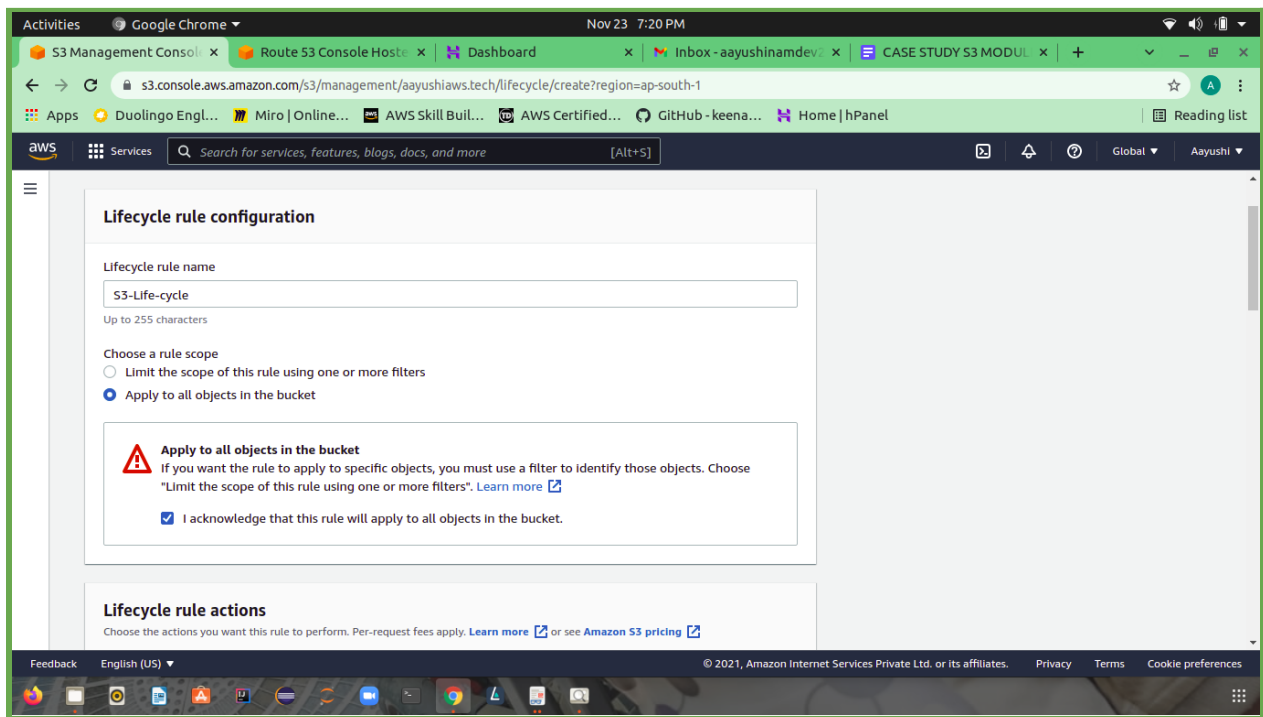 Activities
Google Chrome
Nov 23 7:20 PM
S3 Management Consol
Route 53 Console Hoste
Dashboard
Inbox - aayushinamdev2
CASE STUDY S3 MODUL
s3.console.aws.amazon.com/s3/management/aayushiaws.tech/lifecycle/create?region=ap-south-1
A
Apps
Duolingo Engl...
Miro | Online...
AWS Skill Buil...
AWS Certified...
GitHub - keena...
Home | hPanel
Reading list
aws
Services
Search for services, features, blogs, docs, and more
[Alt+S]
Global
Aayushi
Lifecycle rule configuration
Lifecycle rule name
S3-Life-cycle
Up to 255 characters
Choose a rule scope
Limit the scope of this rule using one or more filters
Apply to all objects in the bucket
Apply to all objects in the bucket
If you want the rule to apply to specific objects, you must use a filter to identify those objects. Choose
"Limit the scope of this rule using one or more filters". Learn more
I acknowledge that this rule will apply to all objects in the bucket.
Lifecycle rule actions
Choose the actions you want this rule to perform. Per-request fees apply. Learn more or see Amazon S3 pricing
Feedback
English (US)
© 2021, Amazon Internet Services Private Ltd. or its affiliates.
Privacy
Terms
Cookie preferences